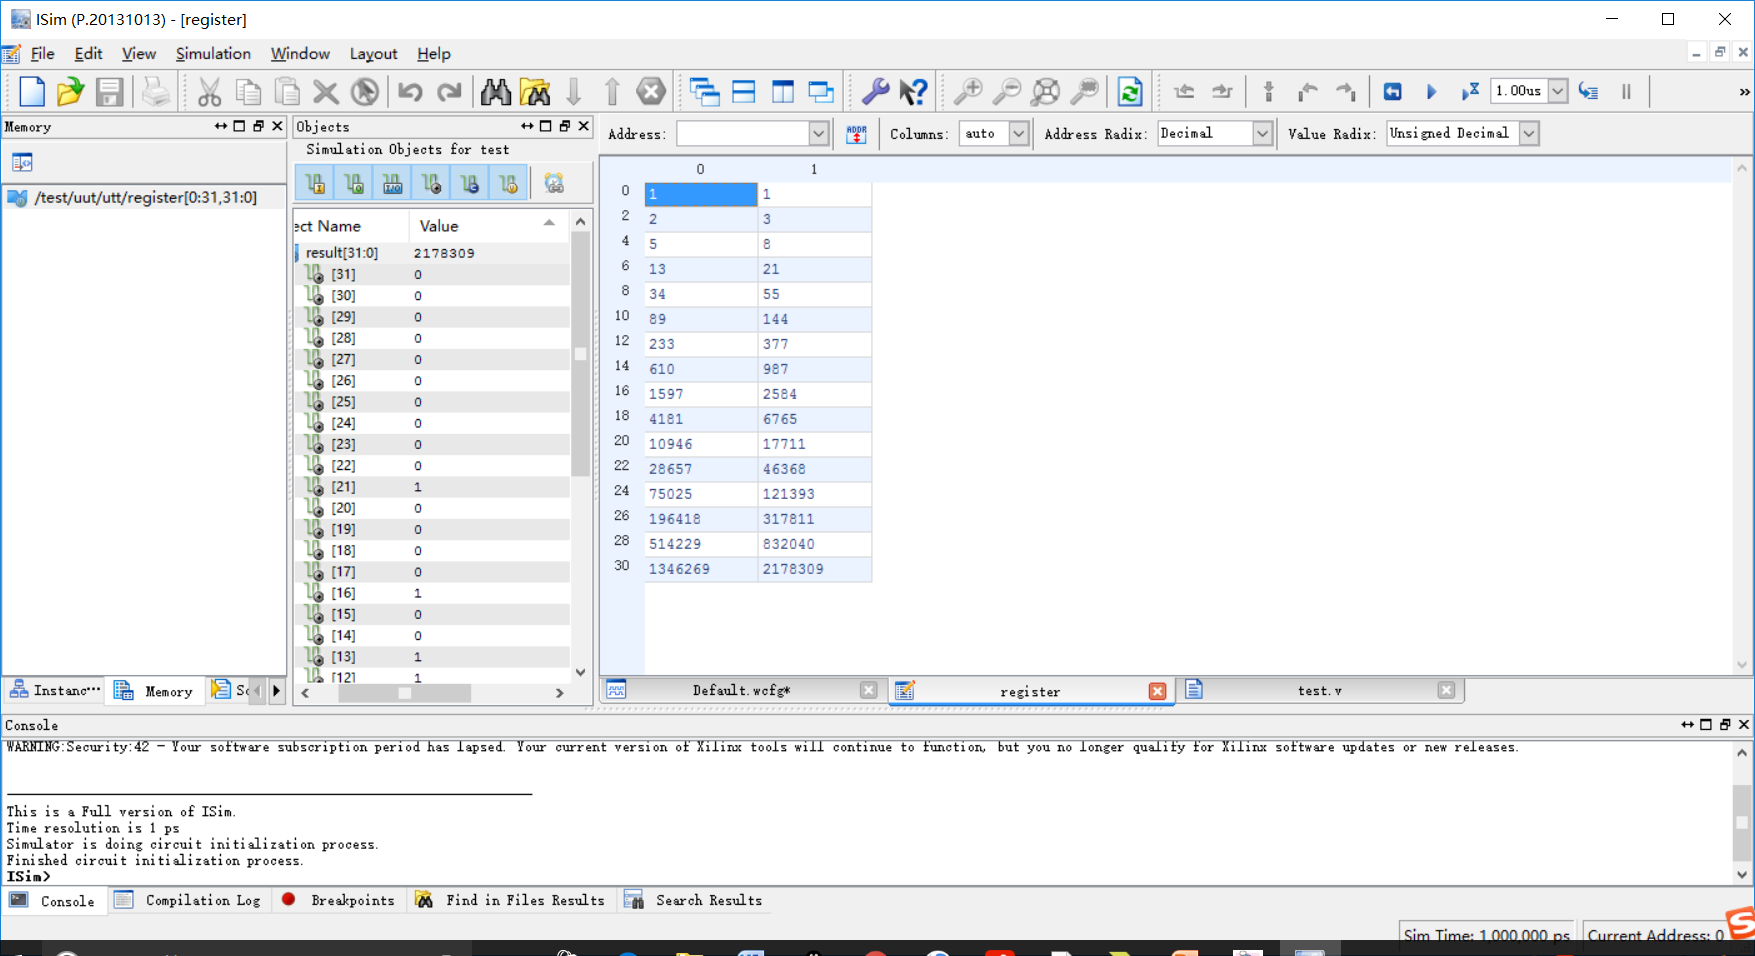 ISim (P.20131013) - [register]
File Edit View Simulation Window Layout Help
1.00us
»
Memory
Objects
Simulation Objects for test
Address: Columns: auto Address Radix: Decimal Value Radix: Unsigned Decimal
/test/uut/utt/register[0:31,31:0]
ect Name Value
result[31:0] 2178309
[31] 0
[30] 0
[29] 0
[28] 0
[27] 0
[26] 0
[25] 0
[24] 0
[23] 0
[22] 0
[21] 1
[20] 0
[19] 0
[18] 0
[17] 0
[16] 1
[15] 0
[14] 0
[13] 1
[12] 1
0 1
0 1 1
2 2 3
4 5 8
6 13 21
8 34 55
10 89 144
12 233 377
14 610 987
16 1597 2584
18 4181 6765
20 10946 17711
22 28657 46368
24 75025 121393
26 196418 317811
28 514229 832040
30 1346269 2178309
Instanc... Memory
Default.wcfg* register test.v
Console
WARNING:Security:42 - Your software subscription period has lapsed. Your current version of Xilinx tools will continue to function, but you no longer qualify for Xilinx software updates or new releases.
This is a Full version of ISim.
Time resolution is 1 ps
Simulator is doing circuit initialization process.
Finished circuit initialization process.
ISim>
Console Compilation Log Breakpoints Find in Files Results Search Results
Sim Time: 1,000,000 ps Current Address: 0